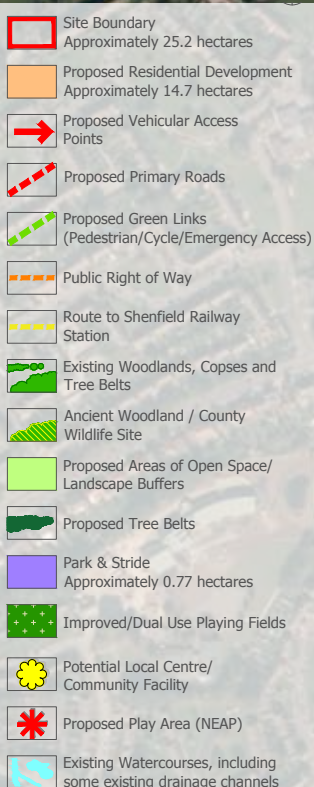 Site Boundary
Approximately 25.2 hectares
Proposed Residential Development
Approximately 14.7 hectares
Proposed Vehicular Access
Points
Proposed Primary Roads
Proposed Green Links
(Pedestrian/Cycle/Emergency Access)
Public Right of Way
Route to Shenfield Railway
Station
Existing Woodlands, Copses and
Tree Belts
Ancient Woodland / County
Wildlife Site
Proposed Areas of Open Space/
Landscape Buffers
Proposed Tree Belts
Park & Stride
Approximately 0.77 hectares
Improved/Dual Use Playing Fields
Potential Local Centre/
Community Facility
Proposed Play Area (NEAP)
Existing Watercourses, including
some existing drainage channels